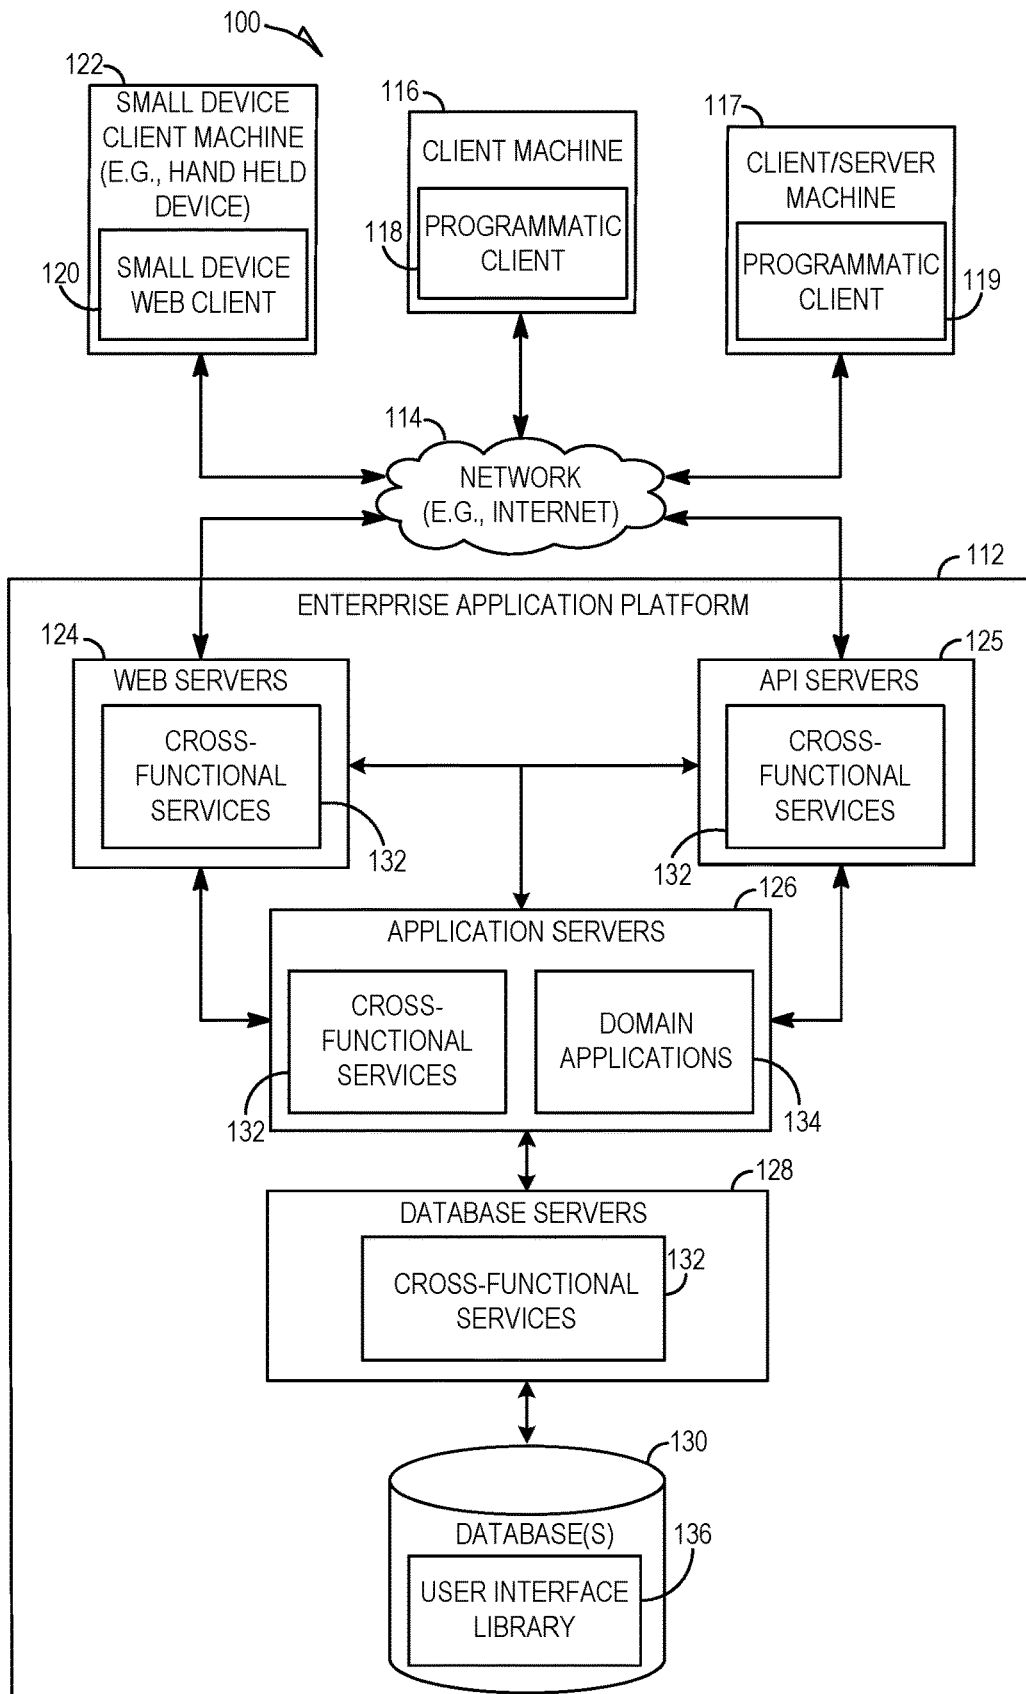 100
122
SMALL DEVICE
CLIENT MACHINE
(E.G., HAND HELD
DEVICE)
120
SMALL DEVICE
WEB CLIENT
116
CLIENT MACHINE
118
PROGRAMMATIC
CLIENT
117
CLIENT/SERVER
MACHINE
PROGRAMMATIC
CLIENT
119
114
NETWORK
(E.G., INTERNET)
112
ENTERPRISE APPLICATION PLATFORM
124
WEB SERVERS
CROSS-
FUNCTIONAL
SERVICES
132
125
API SERVERS
CROSS-
FUNCTIONAL
SERVICES
132
126
APPLICATION SERVERS
CROSS-
FUNCTIONAL
SERVICES
132
DOMAIN
APPLICATIONS
134
128
DATABASE SERVERS
CROSS-FUNCTIONAL
SERVICES
132
130
DATABASE(S)
136
USER INTERFACE
LIBRARY